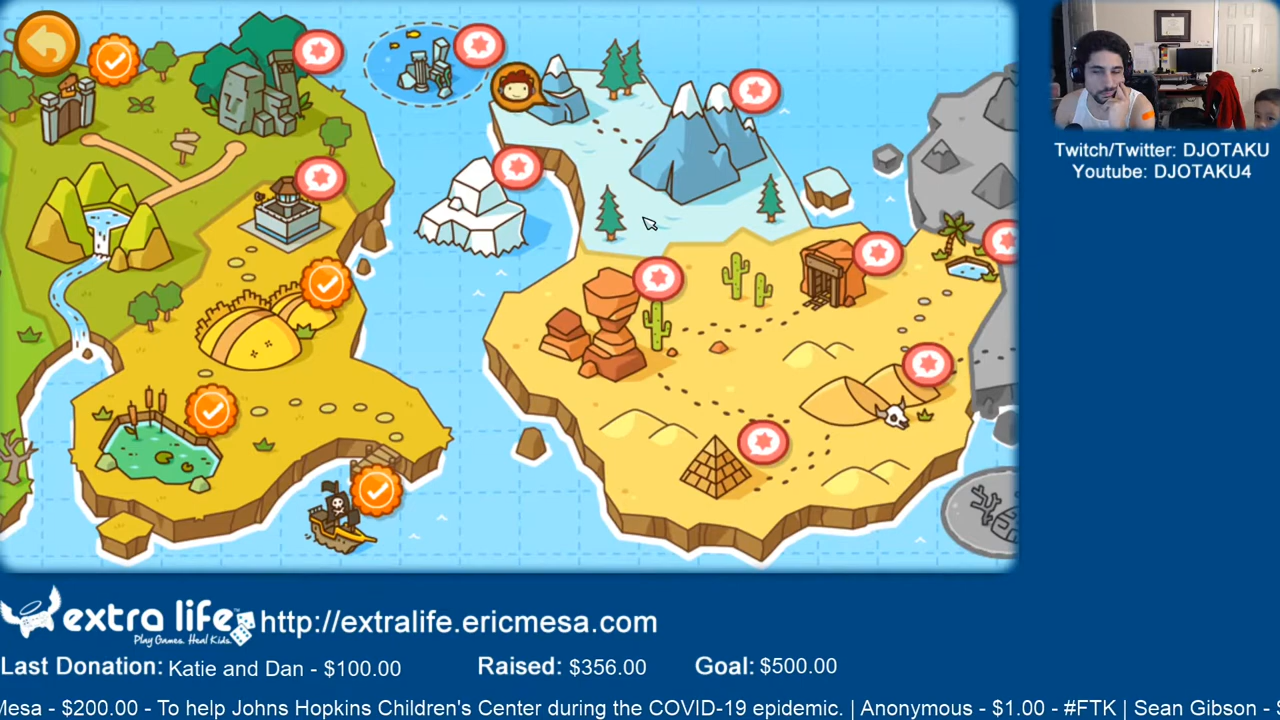 Twitch/Twitter: DJOTAKU
Youtube: DJOTAKU4
extra life
Play Games. Heal Kids.
http://extralife.ericmesa.com
Last Donation: Katie and Dan - $100.00 Raised: $356.00 Goal: $500.00
Mesa - $200.00 - To help Johns Hopkins Children's Center during the COVID-19 epidemic. | Anonymous - $1.00 - #FTK | Sean Gibson -